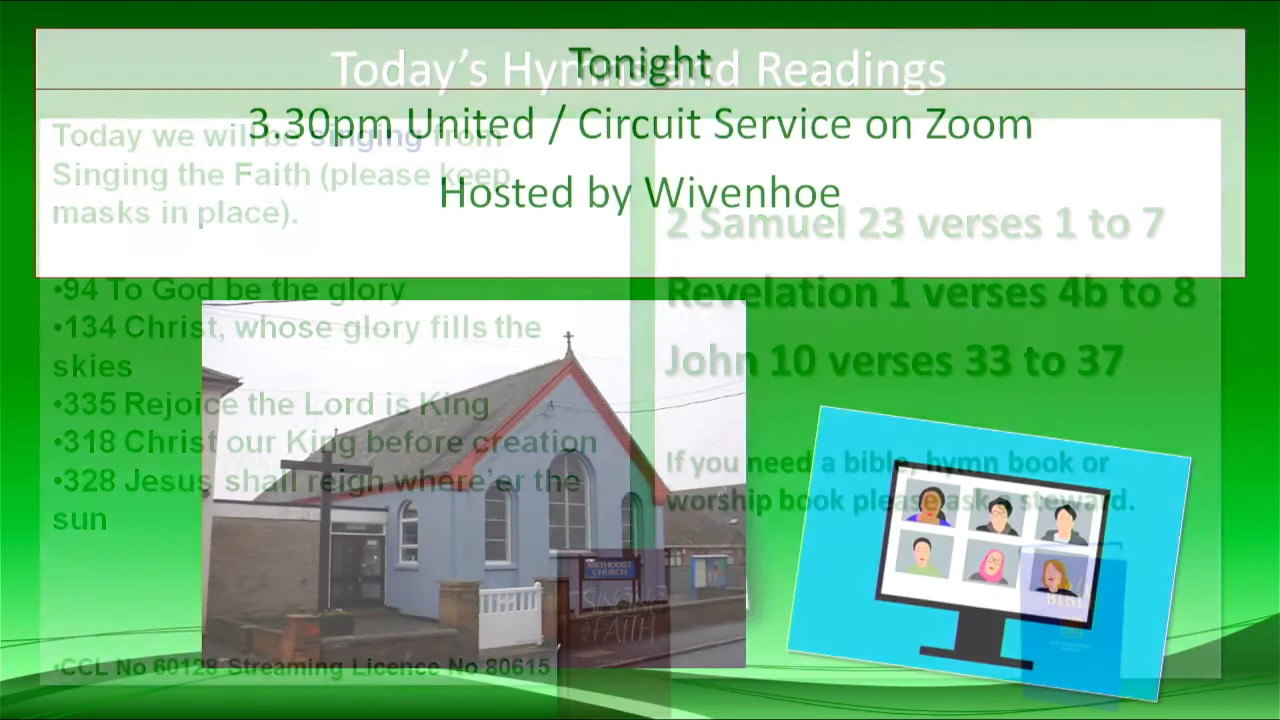 Tonight
Today's Hymns and Readings
3.30pm United / Circuit Service on Zoom
Hosted by Wivenhoe
Today we will be singing from
Singing the Faith (please keep
masks in place).
•94 To God be the glory
•134 Christ, whose glory fills the
skies
•335 Rejoice the Lord is King
•318 Christ our King before creation
•328 Jesus shall reign where'er the
sun
•CCL No 60128 Streaming Licence No 80615
2 Samuel 23 verses 1 to 7
Revelation 1 verses 4b to 8
John 10 verses 33 to 37
If you need a bible, hymn book or
worship book please ask a steward.
METHODIST
CHURCH
SINGING
THE FAITH
BIBLE